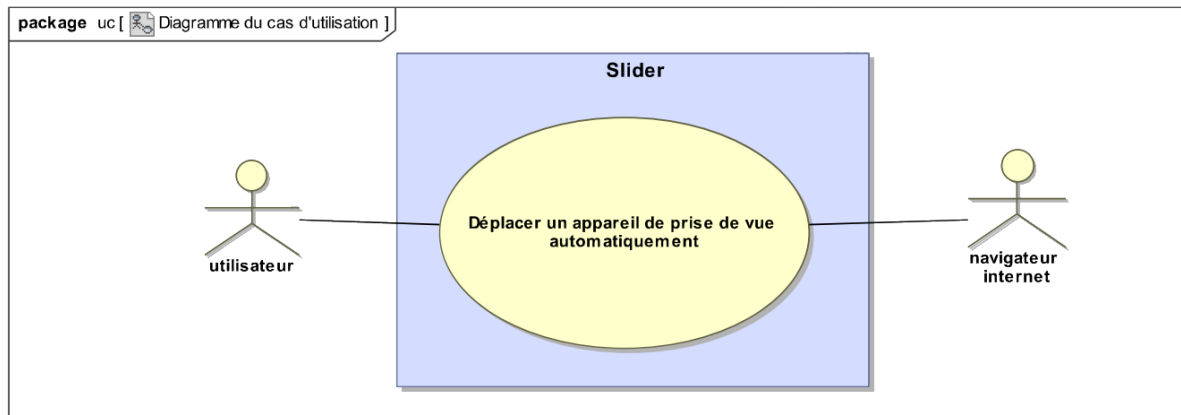 package uc [ Diagramme du cas d'utilisation ]
Slider
Déplacer un appareil de prise de vue
automatiquement
utilisateur
navigateur
internet